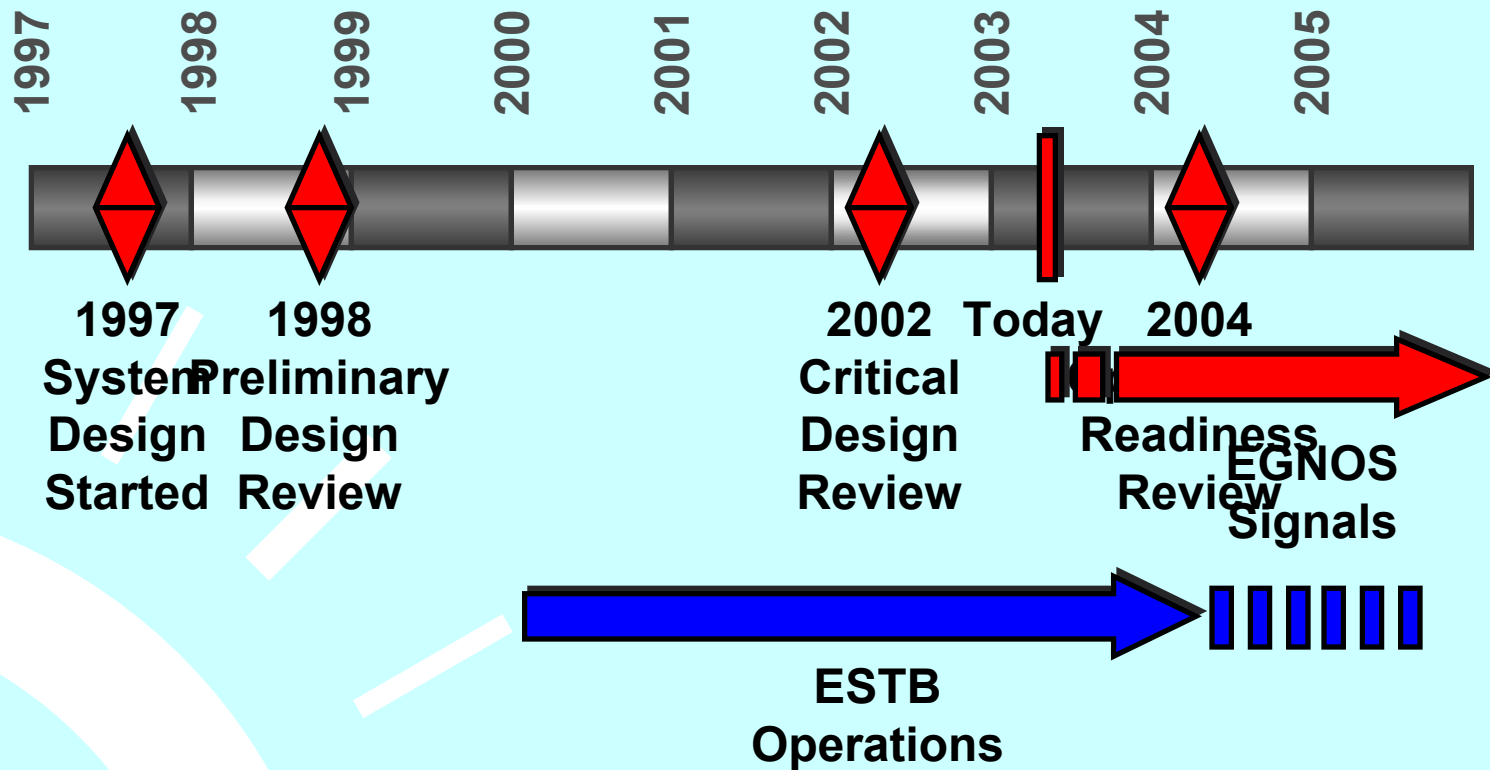 1997
1998
1999
2000
2001
2002
2003
2004
2005
1997
System
Design
Started
1998
Preliminary
Design
Review
2002
Critical
Design
Review
Today
2004
Readiness
Review
EGNOS
Signals
ESTB
Operations